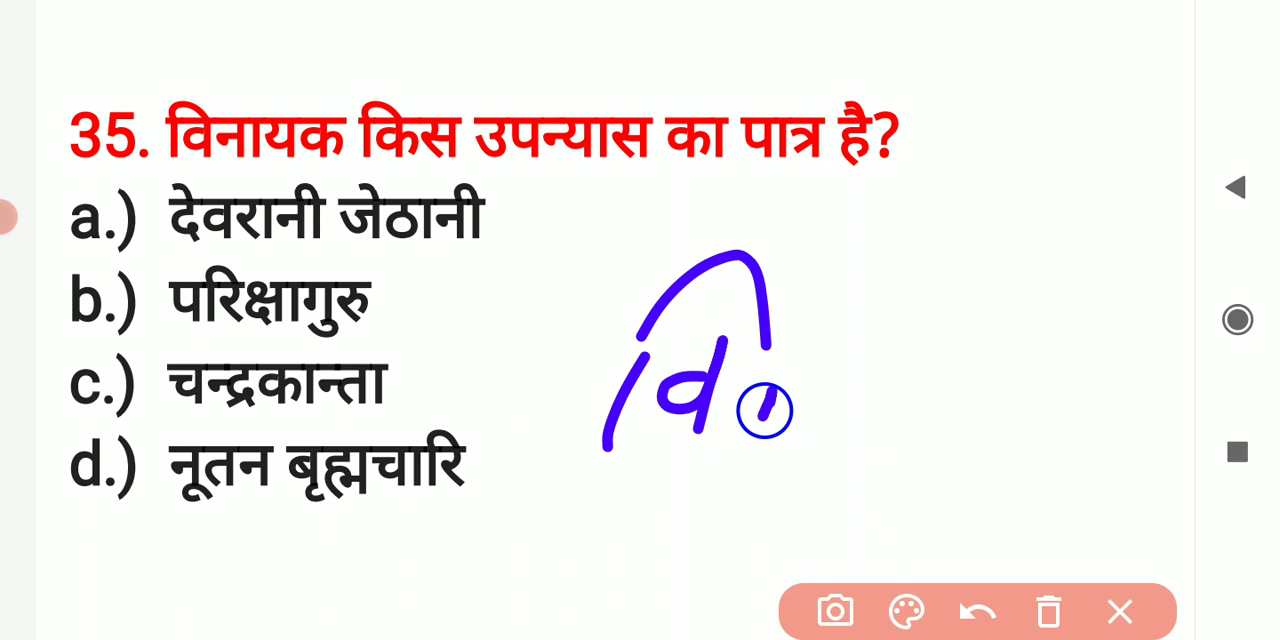 35. विनायक किस उपन्यास का पात्र है?
a.) देवरानी जेठानी
b.) परिक्षागुरु
c.) चन्द्रकान्ता
d.) नूतन बृह्मचारि
वि